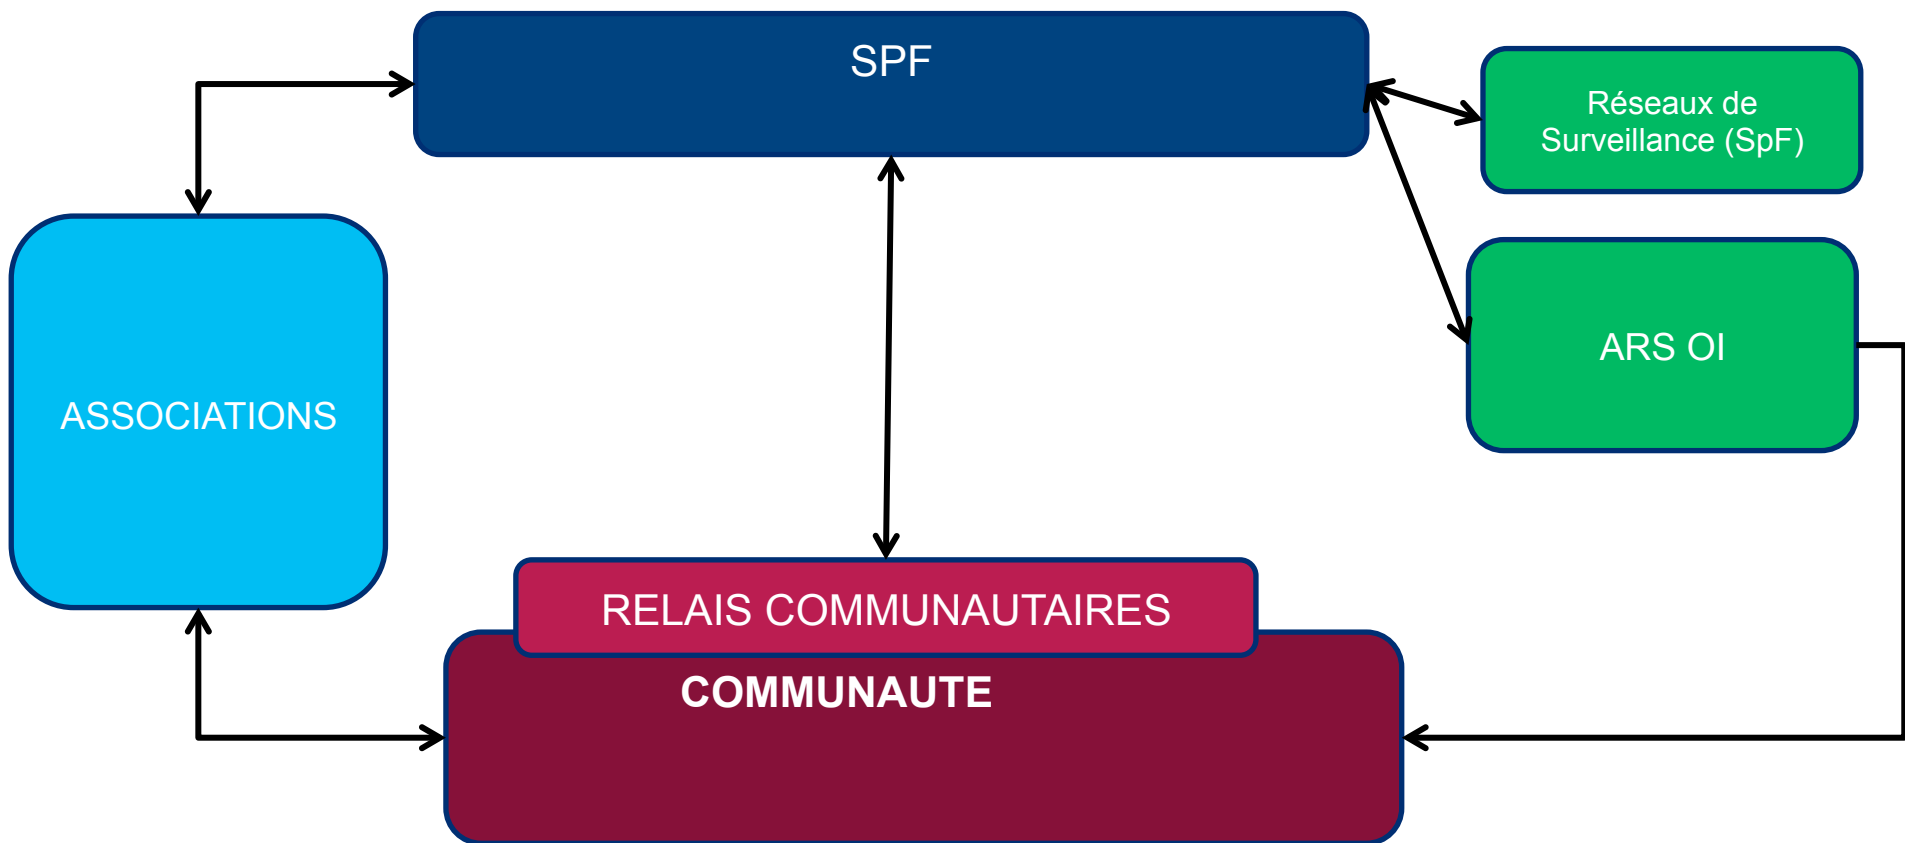 SPF
Réseaux de
Surveillance (SpF)
ARS OI
ASSOCIATIONS
RELAIS COMMUNAUTAIRES
COMMUNAUTE